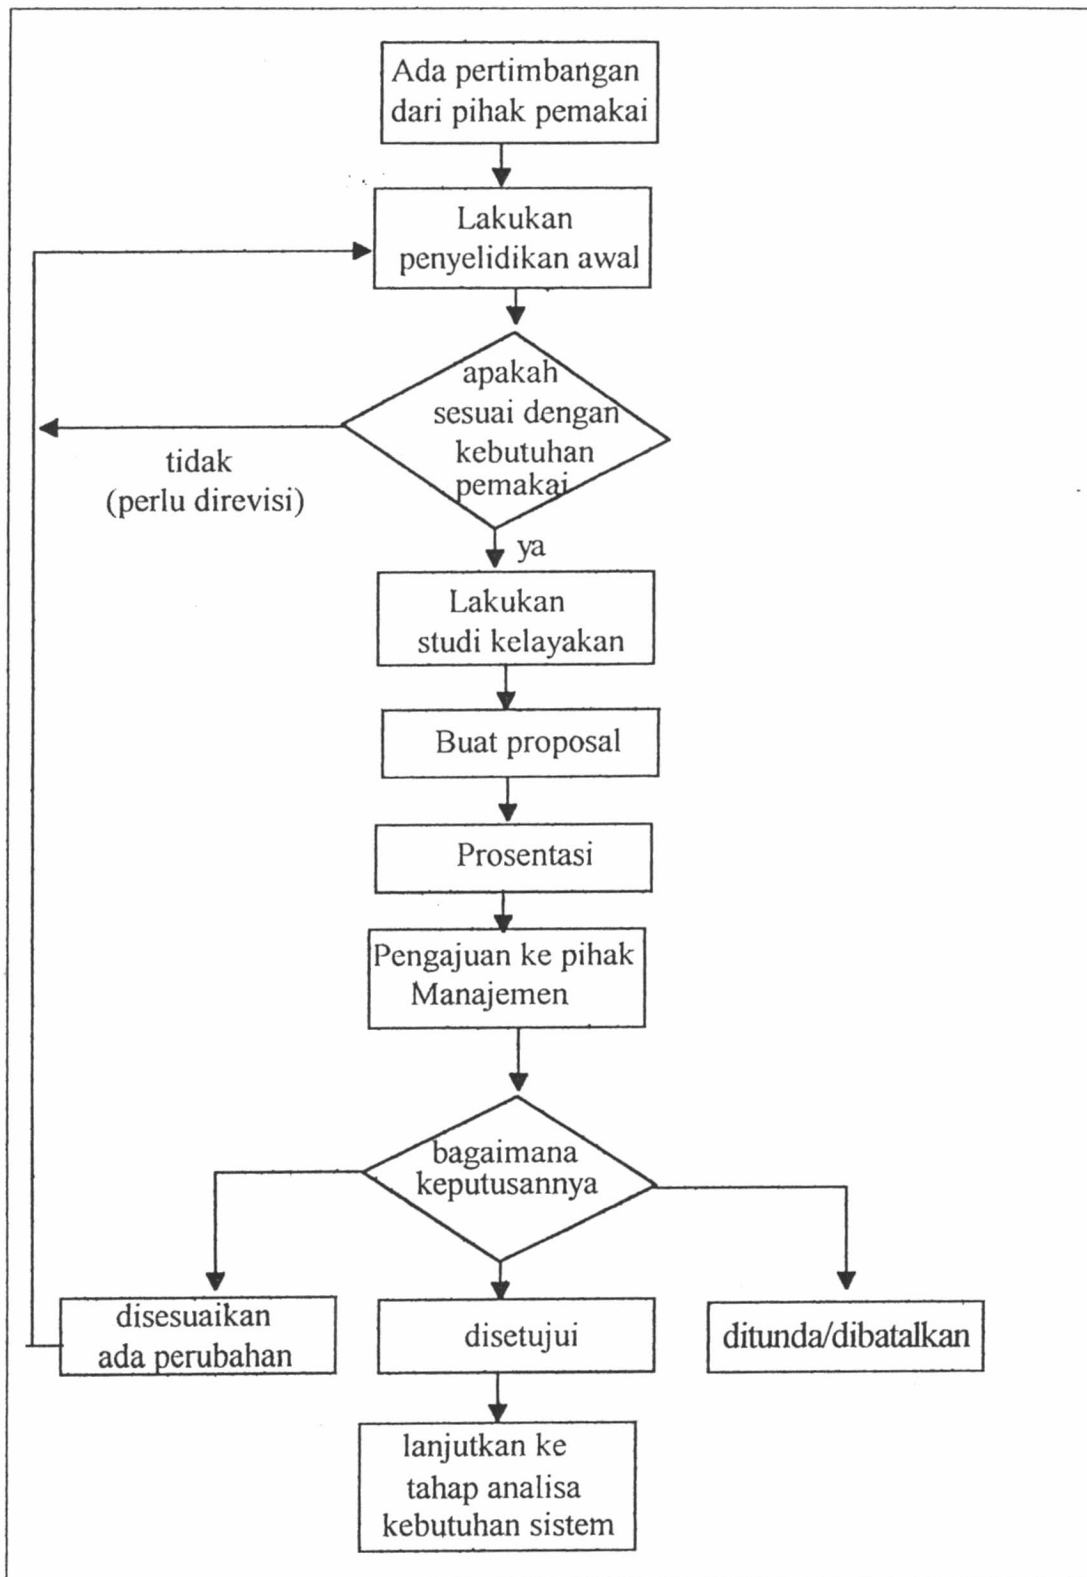 Ada pertimbangan
dari pihak pemakai
Lakukan
penyelidikan awal
apakah
sesuai dengan
kebutuhan
pemakai
tidak
(perlu direvisi)
ya
Lakukan
studi kelayakan
Buat proposal
Prosentasi
Pengajuan ke pihak
Manajemen
bagaimana
keputusannya
disesuaikan
ada perubahan
disetujui
ditunda/dibatalkan
lanjutkan ke
tahap analisa
kebutuhan sistem